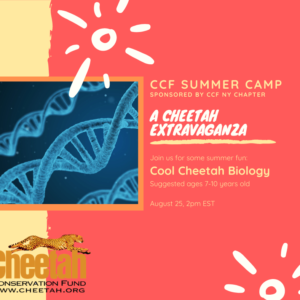 CCF SUMMER CAMP
SPONSORED BY CCF NY CHAPTER
A CHEETAH
EXTRAVAGANZA
Join us for some summer fun:
Cool Cheetah Biology
Suggested ages 7-10 years old
August 25, 2pm EST
Cheetah
CONSERVATION FUND
WWW.CHEETAH.ORG